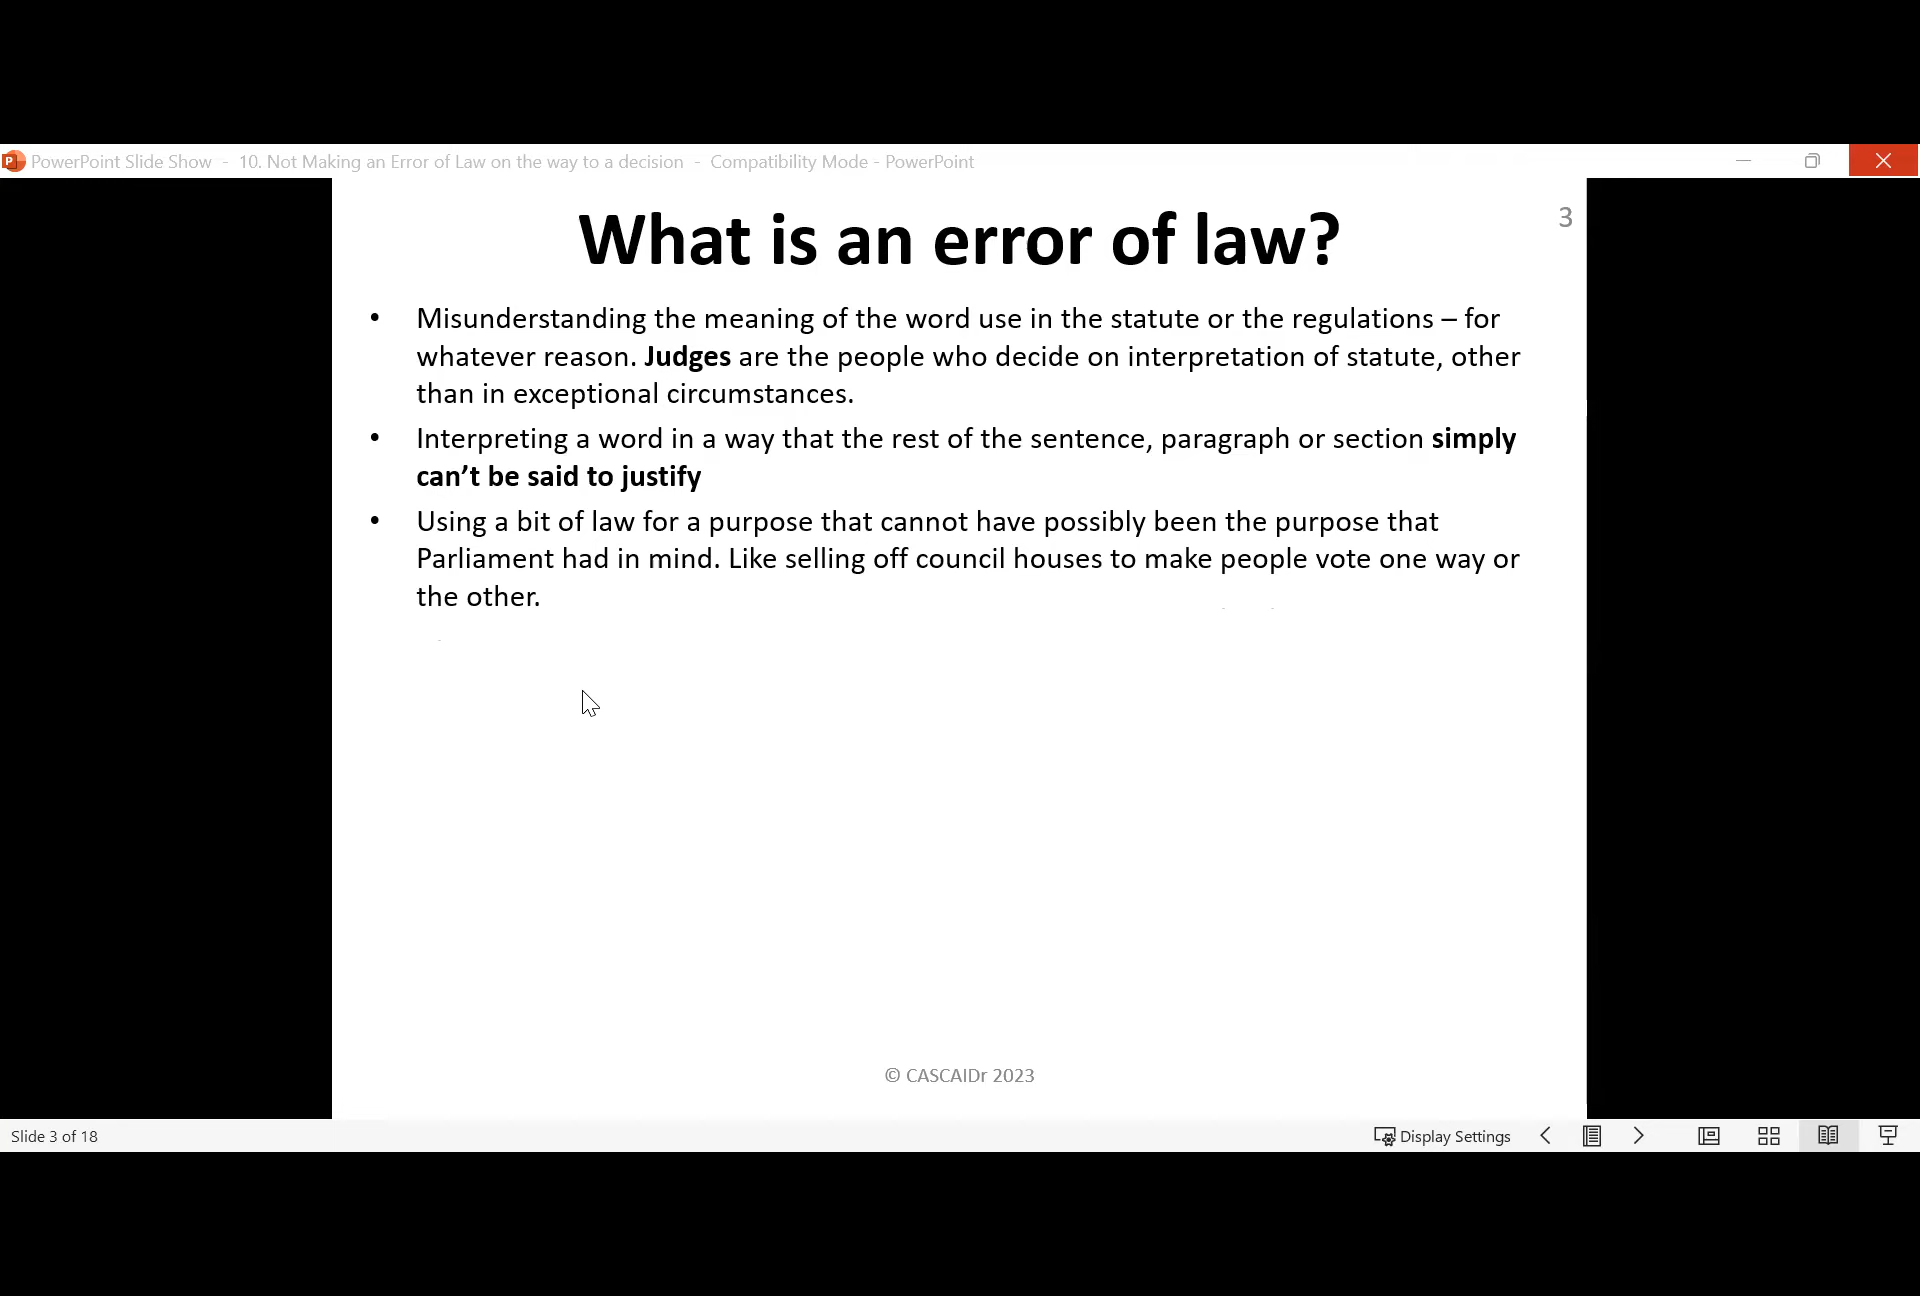 PowerPoint Slide Show - 10. Not Making an Error of Law on the way to a decision - Compatibility Mode - PowerPoint
3
What is an error of law?
• Misunderstanding the meaning of the word use in the statute or the regulations – for
whatever reason. Judges are the people who decide on interpretation of statute, other
than in exceptional circumstances.
• Interpreting a word in a way that the rest of the sentence, paragraph or section simply
can’t be said to justify
• Using a bit of law for a purpose that cannot have possibly been the purpose that
Parliament had in mind. Like selling off council houses to make people vote one way or
the other.
© CASCAIDr 2023
Slide 3 of 18
Display Settings